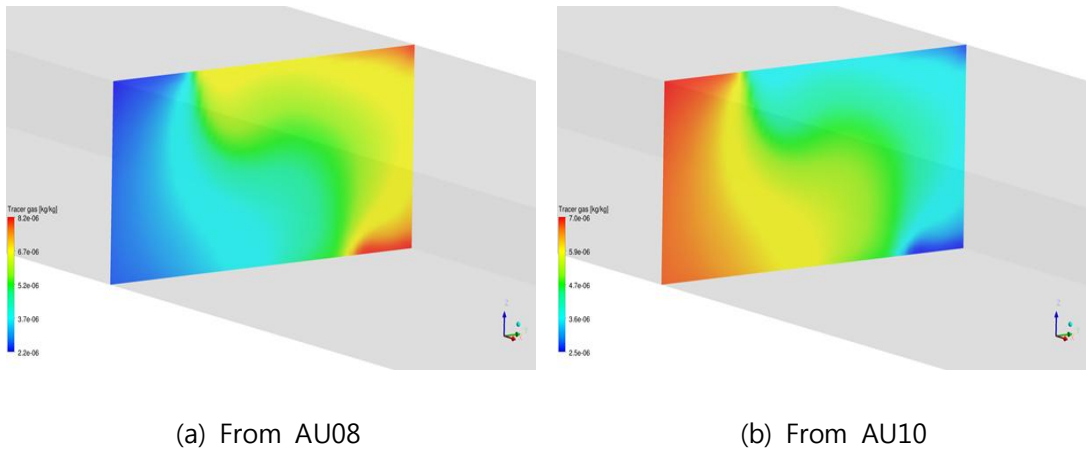 Tracer gas [kg/kg]
8.2e-06
6.7e-06
5.2e-06
3.7e-06
2.2e-06
Z
Tracer gas [kg/kg]
7.0e-06
5.9e-06
4.7e-06
3.6e-06
2.5e-06
Z
(a) From AU08
(b) From AU10